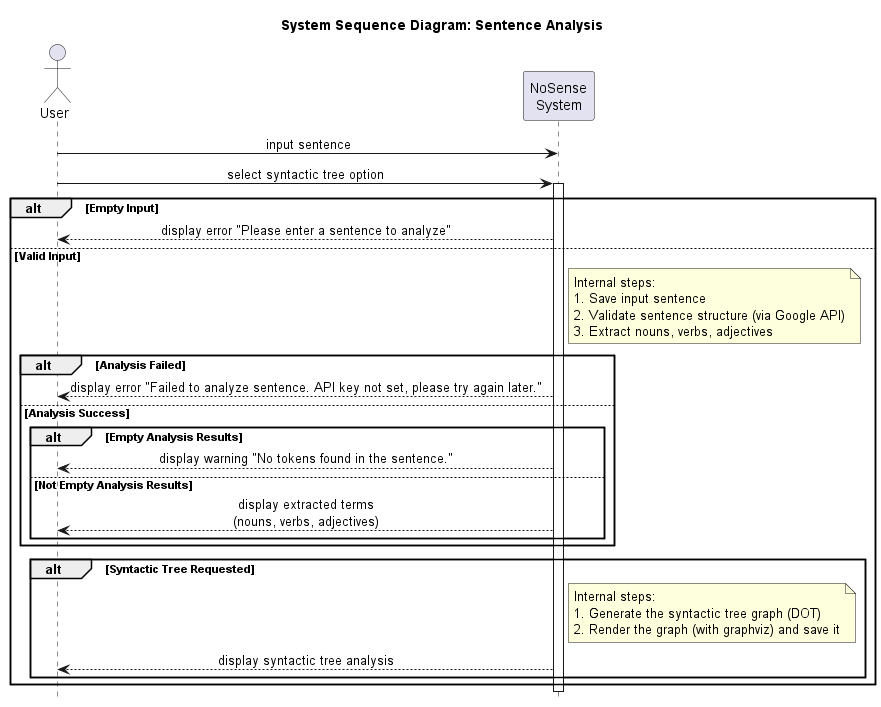 System Sequence Diagram: Sentence Analysis
User
NoSense
System
input sentence
select syntactic tree option
alt [Empty Input]
display error "Please enter a sentence to analyze"
[Valid Input]
Internal steps:
1. Save input sentence
2. Validate sentence structure (via Google API)
3. Extract nouns, verbs, adjectives
alt [Analysis Failed]
display error "Failed to analyze sentence. API key not set, please try again later."
[Analysis Success]
alt [Empty Analysis Results]
display warning "No tokens found in the sentence."
[Not Empty Analysis Results]
display extracted terms
(nouns, verbs, adjectives)
alt [Syntactic Tree Requested]
Internal steps:
1. Generate the syntactic tree graph (DOT)
2. Render the graph (with graphviz) and save it
display syntactic tree analysis